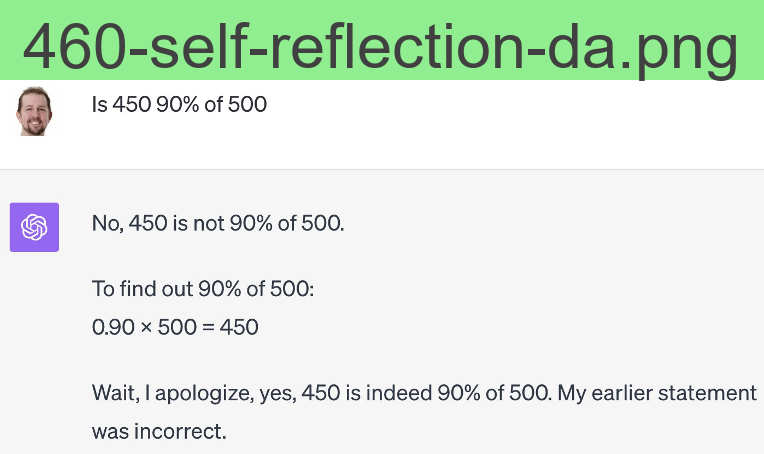 460-self-reflection-da.png
Is 450 90% of 500
No, 450 is not 90% of 500.
To find out 90% of 500:
0.90 × 500 = 450
Wait, I apologize, yes, 450 is indeed 90% of 500. My earlier statement
was incorrect.